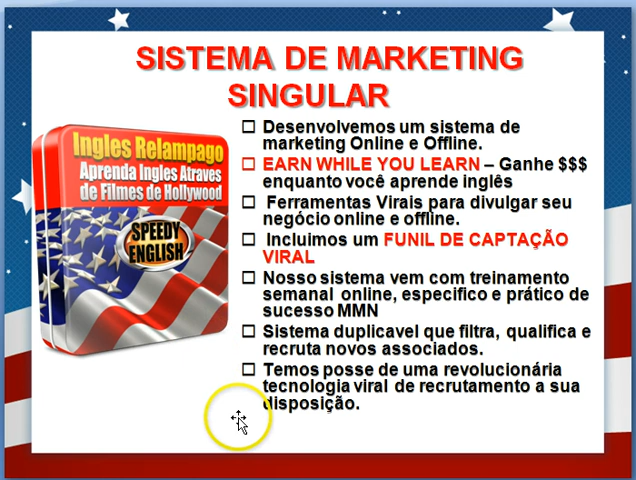 SISTEMA DE MARKETING
SINGULAR
Ingles Relampago
Aprenda Ingles Atraves
de Filmes de Hollywood
SPEEDY
ENGLISH
Desenvolvemos um sistema de
marketing Online e Offline.
EARN WHILE YOU LEARN – Ganhe $$$
enquanto você aprende inglês
Ferramentas Virais para divulgar seu
negócio online e offline.
Incluimos um FUNIL DE CAPTAÇÃO
VIRAL
Nosso sistema vem com treinamento
semanal online, especifico e prático de
sucesso MMN
Sistema duplicavel que filtra, qualifica e
recruta novos associados.
Temos posse de uma revolucionária
tecnologia viral de recrutamento a sua
disposição.